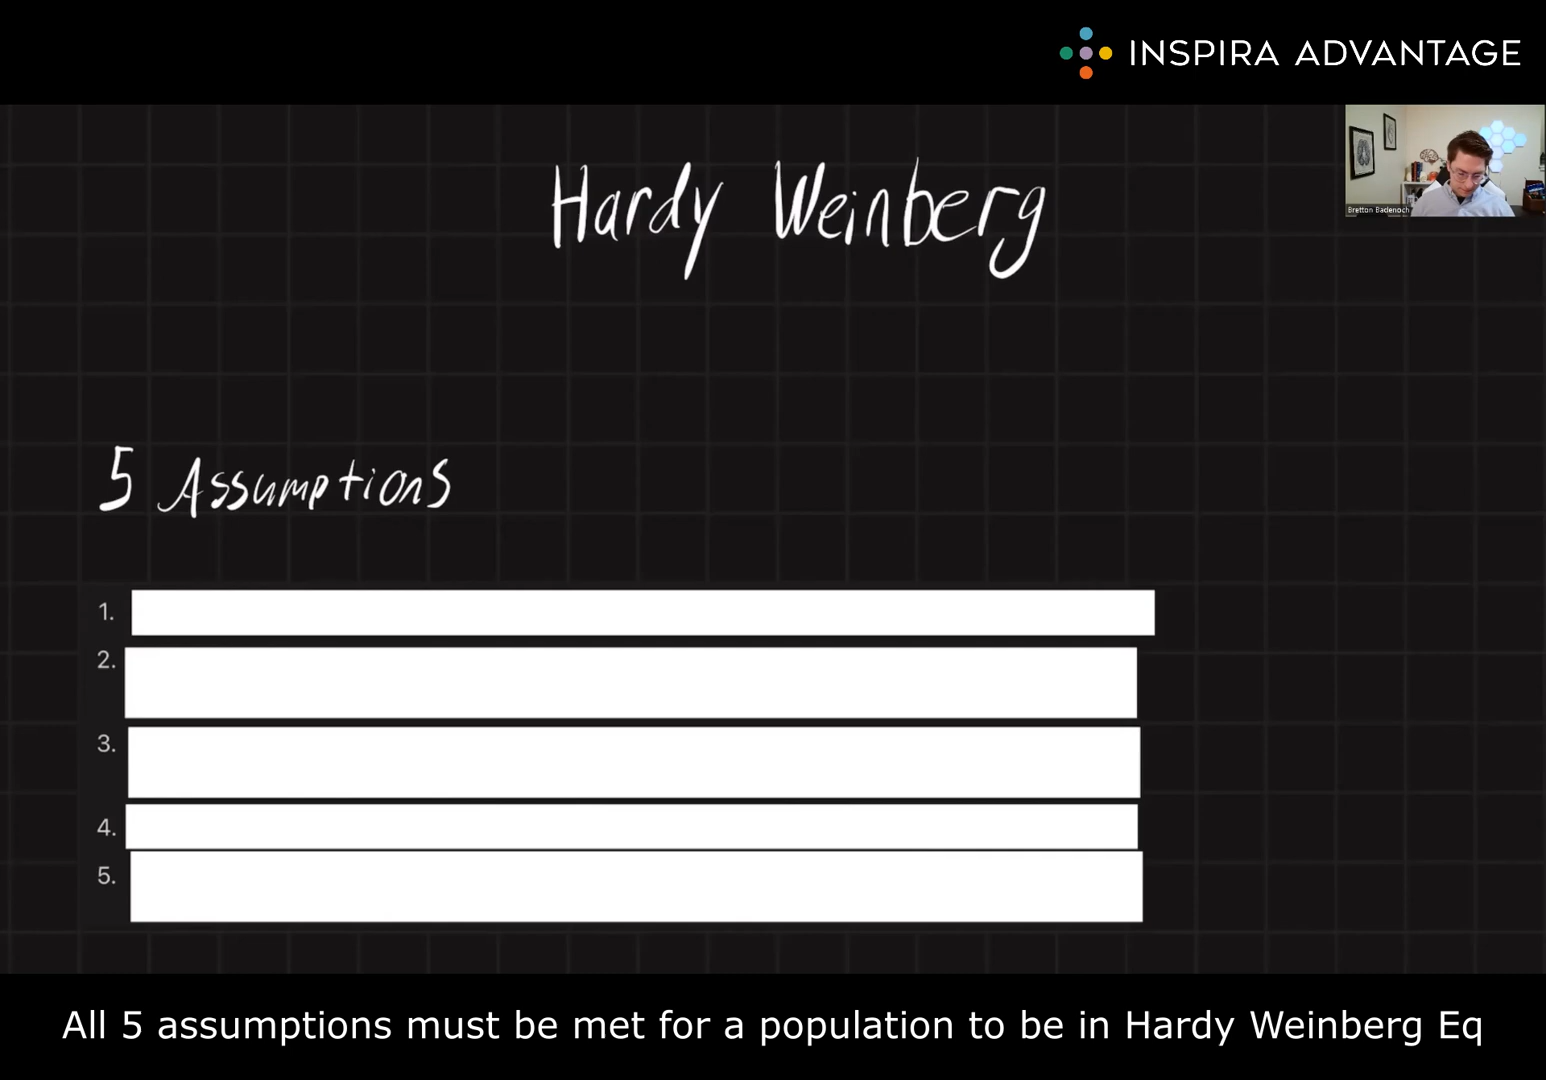 INSPIRA ADVANTAGE
Bretton Badenoch
Hardy Weinberg
5 Assumptions
1.
2.
3.
4.
5.
All 5 assumptions must be met for a population to be in Hardy Weinberg Eq